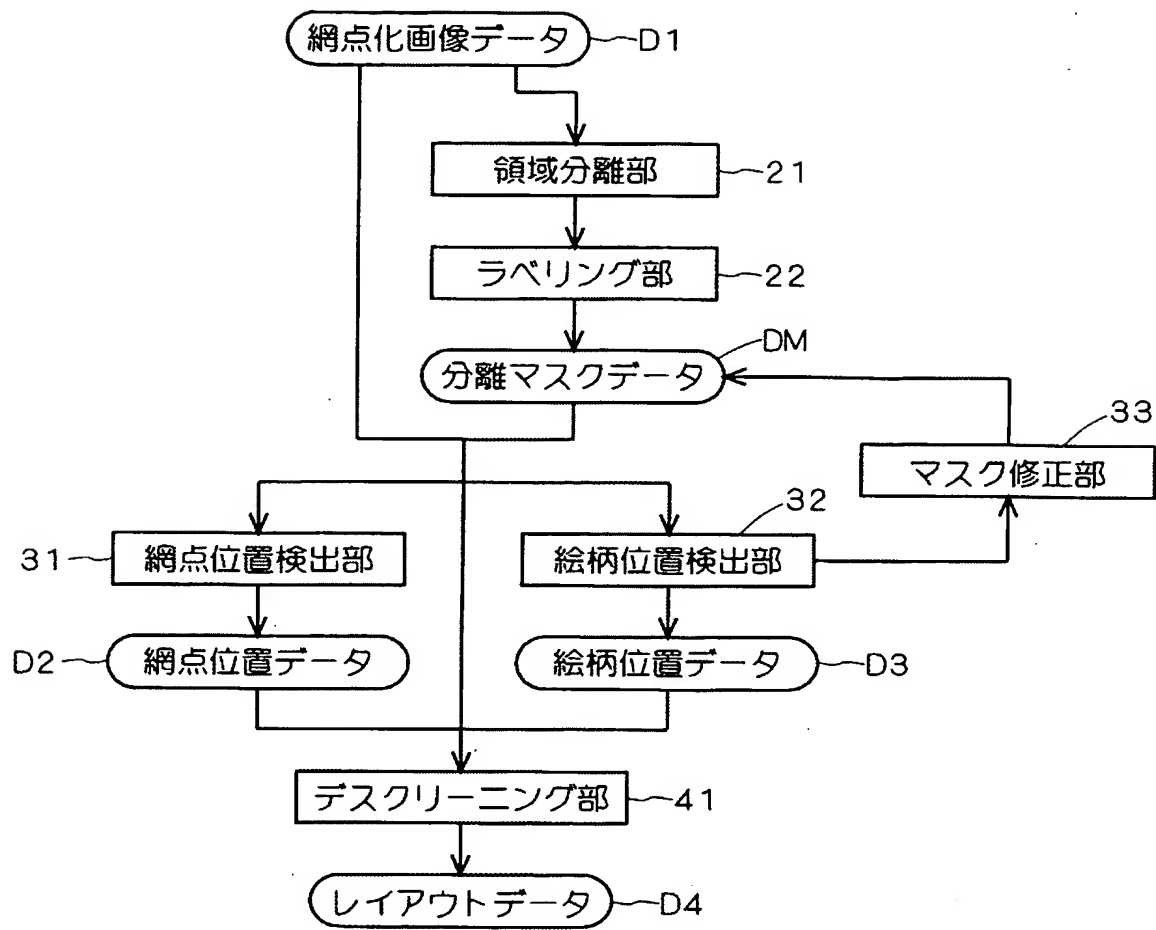 網点化画像データ D1
領域分離部 21
ラベリング部 22
DM
分離マスクデータ
33
マスク修正部
32
31 網点位置検出部 絵柄位置検出部
D2 網点位置データ 絵柄位置データ D3
デスクリーニング部 41
レイアウトデータ D4